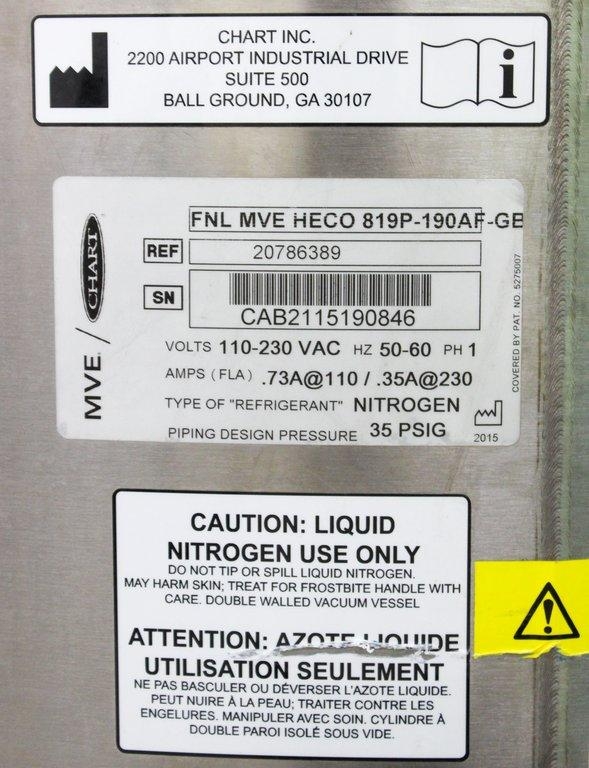 CHART INC.
2200 AIRPORT INDUSTRIAL DRIVE
SUITE 500
BALL GROUND, GA 30107
i
MVE / CHART
FNL MVE HECO 819P-190AF-GB
REF 20786389
SN CAB2115190846
VOLTS 110-230 VAC HZ 50-60 PH 1
AMPS (FLA) .73A@110 / .35A@230
TYPE OF "REFRIGERANT" NITROGEN
PIPING DESIGN PRESSURE 35 PSIG
2015
COVERED BY PAT. NO. 5275007
CAUTION: LIQUID
NITROGEN USE ONLY
DO NOT TIP OR SPILL LIQUID NITROGEN.
MAY HARM SKIN; TREAT FOR FROSTBITE HANDLE WITH
CARE. DOUBLE WALLED VACUUM VESSEL
ATTENTION: AZOTE LIQUIDE
UTILISATION SEULEMENT
NE PAS BASCULER OU DÉVERSER L'AZOTE LIQUIDE.
PEUT NUIRE À LA PEAU; TRAITER CONTRE LES
ENGELURES. MANIPULER AVEC SOIN. CYLINDRE À
DOUBLE PAROI ISOLÉ SOUS VIDE.